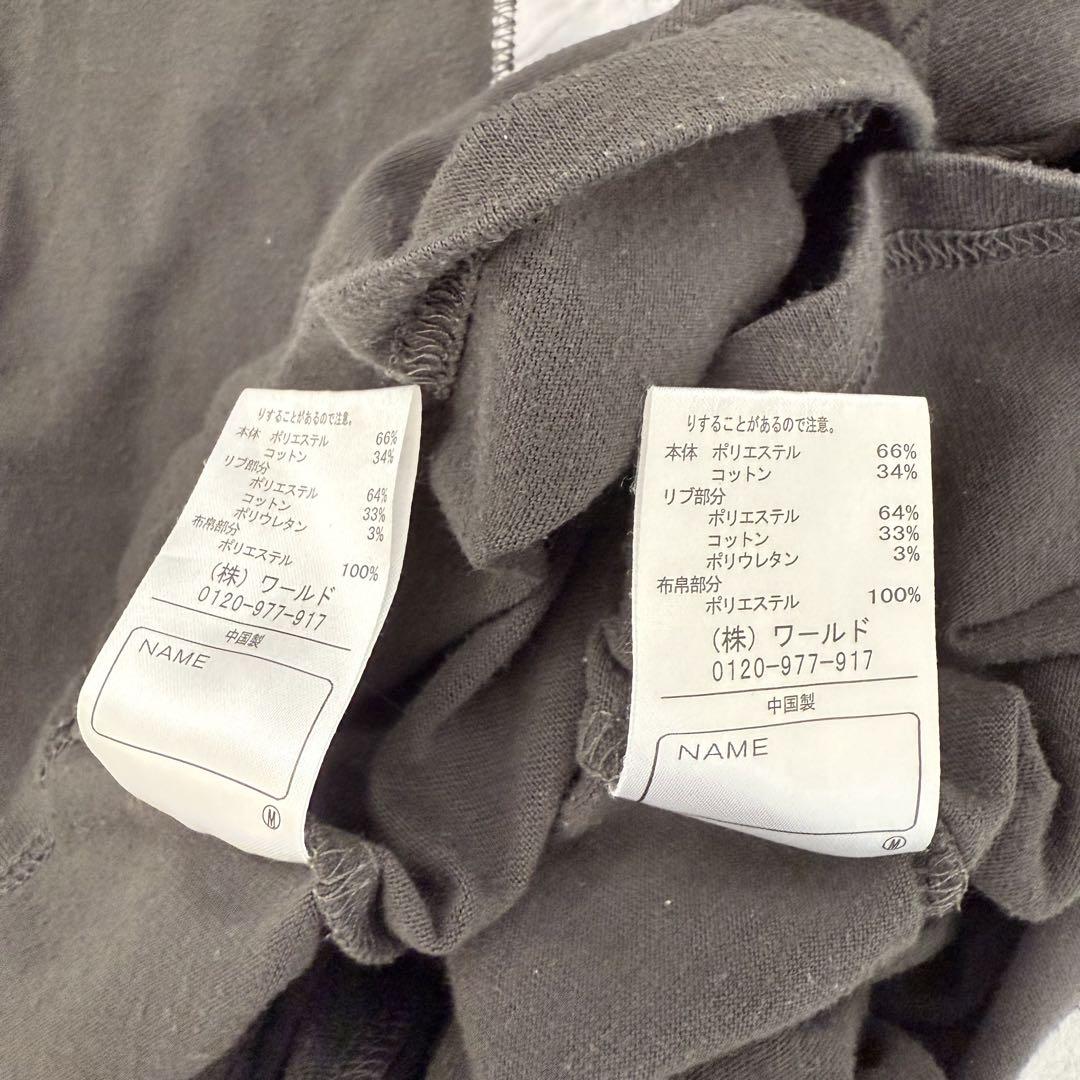 りすることがあるので注意。
本体 ポリエステル 66%
コットン 34%
リブ部分
ポリエステル 64%
コットン 33%
ポリウレタン 3%
布帛部分
ポリエステル 100%
(株) ワールド
0120-977-917
中国製
NAME
M
りすることがあるので注意。
本体 ポリエステル 66%
コットン 34%
リブ部分
ポリエステル 64%
コットン 33%
ポリウレタン 3%
布帛部分
ポリエステル 100%
(株) ワールド
0120-977-917
中国製
NAME
M